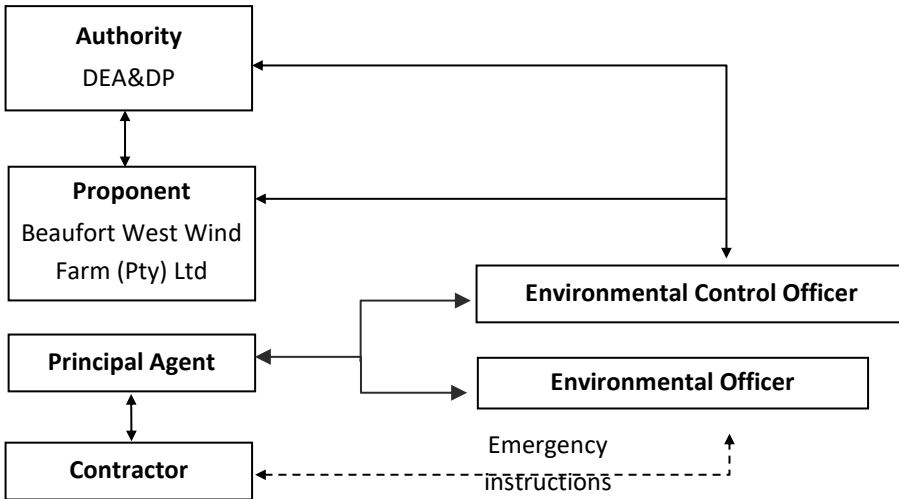 Authority
DEA&DP
Proponent
Beaufort West Wind
Farm (Pty) Ltd
Environmental Control Officer
Principal Agent
Environmental Officer
Contractor
Emergency
instructions